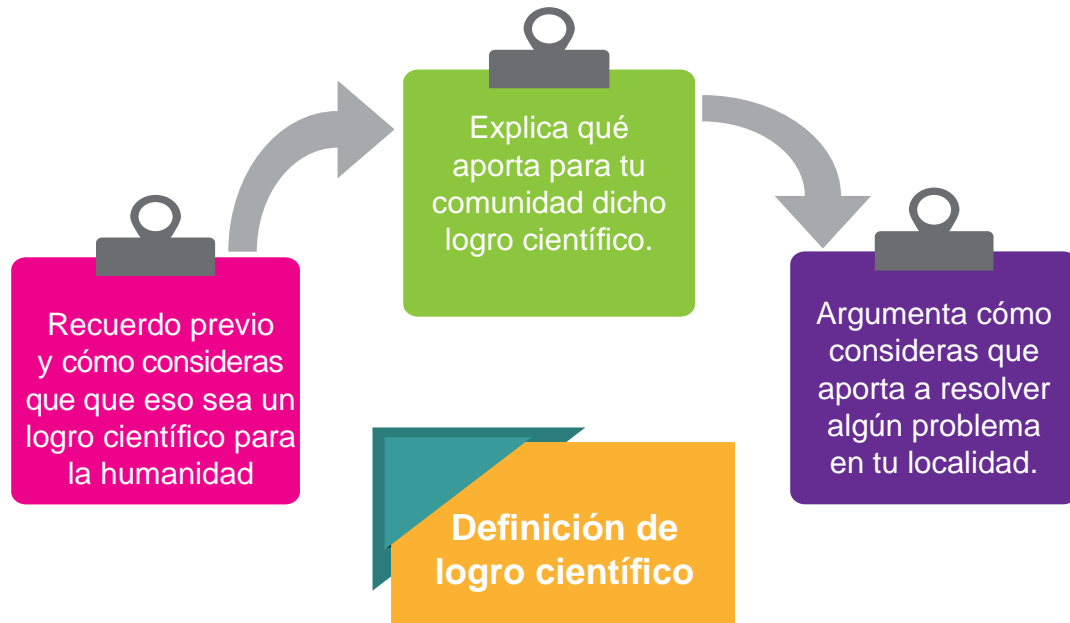 Recuerdo previo
y cómo consideras
que que eso sea un
logro científico para
la humanidad
Explica qué
aporta para tu
comunidad dicho
logro científico.
Argumenta cómo
consideras que
aporta a resolver
algún problema
en tu localidad.
Definición de
logro científico